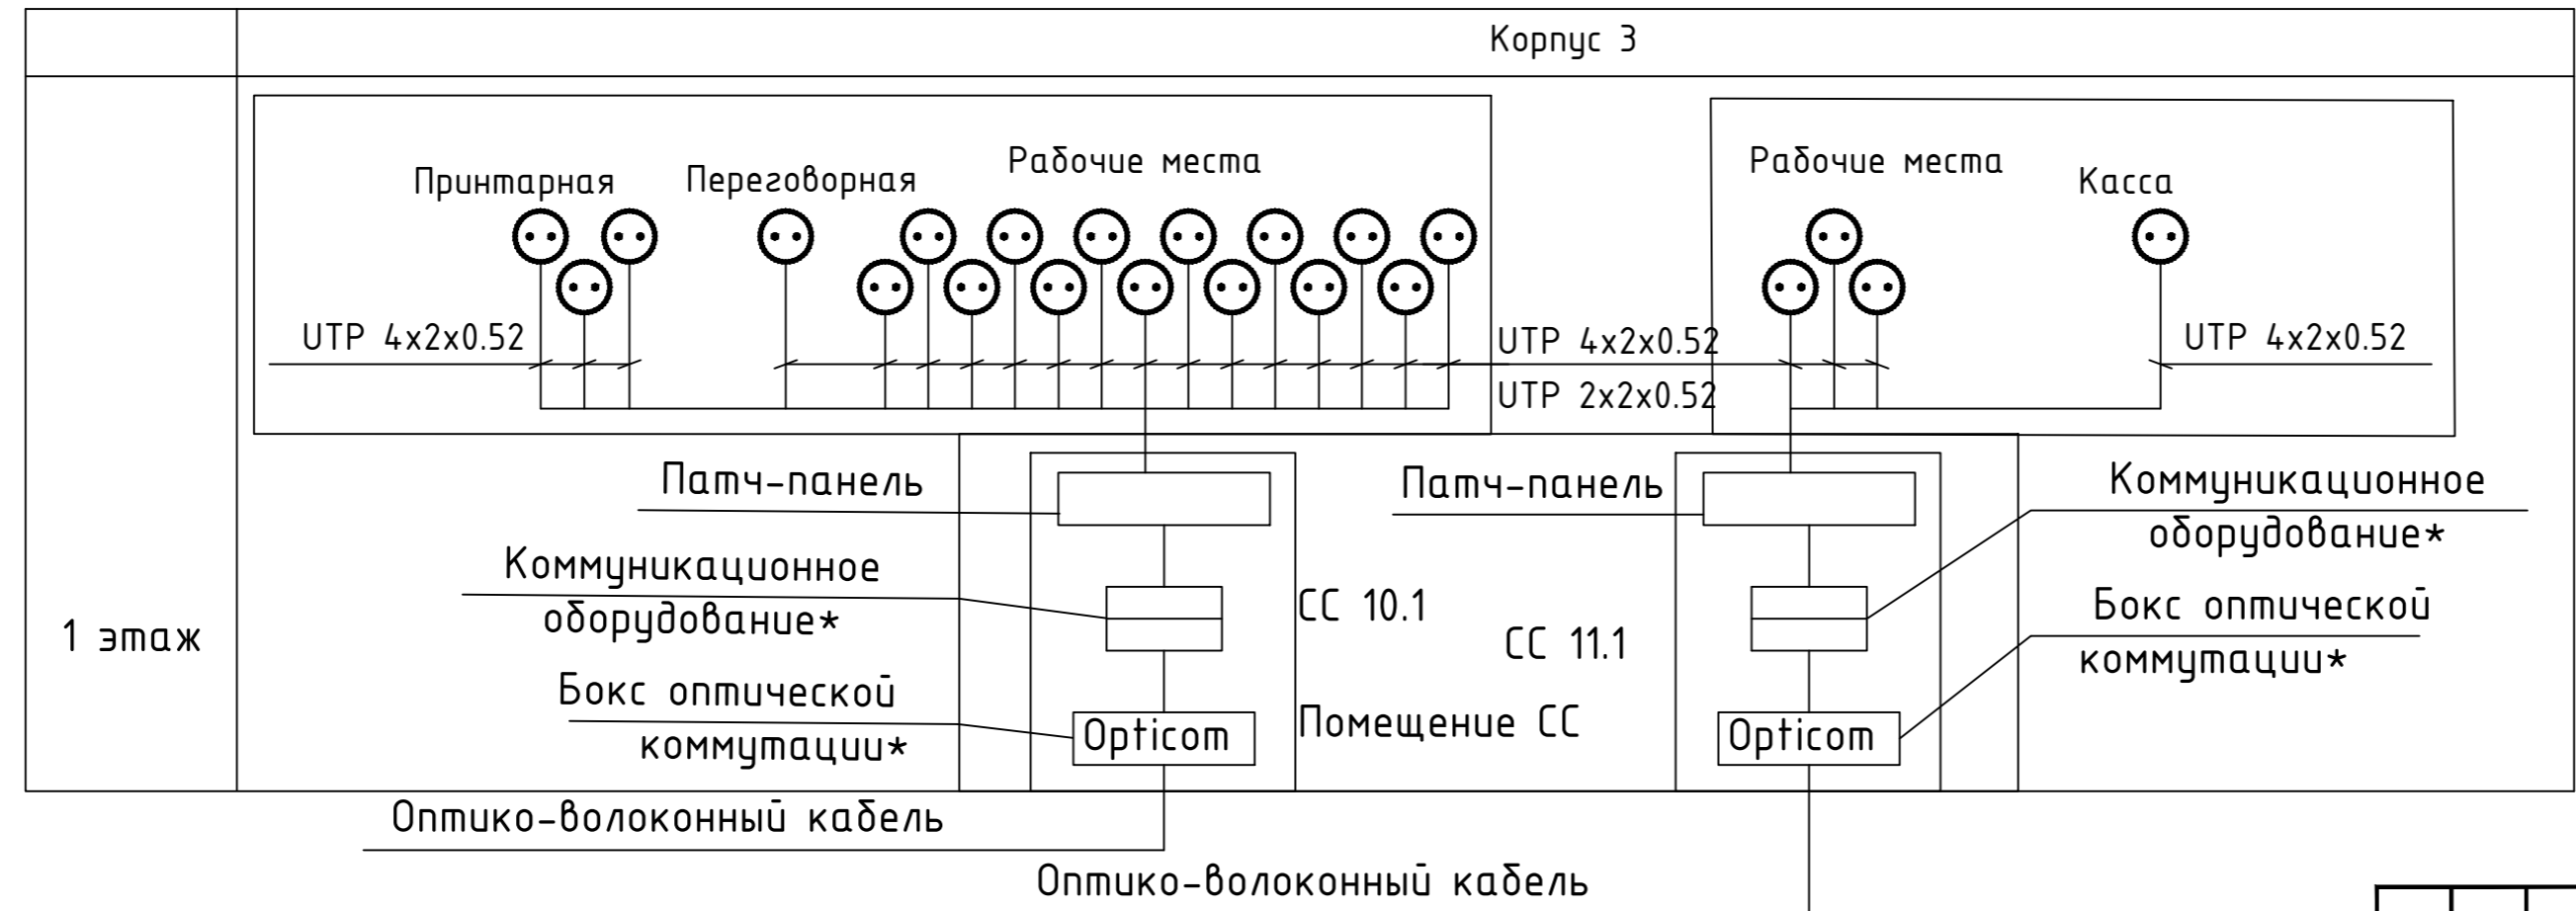 Корпус 3
Принтарная
Переговорная
Рабочие места
Рабочие места
Касса
UTP 4x2x0.52
UTP 4x2x0.52
UTP 2x2x0.52
UTP 4x2x0.52
Патч-панель
Патч-панель
Коммуникационное
оборудование*
Коммуникационное
оборудование*
СС 10.1
СС 11.1
1 этаж
Бокс оптической
коммутации*
Бокс оптической
коммутации*
Opticom
Помещение СС
Opticom
Оптико-волоконный кабель
Оптико-волоконный кабель